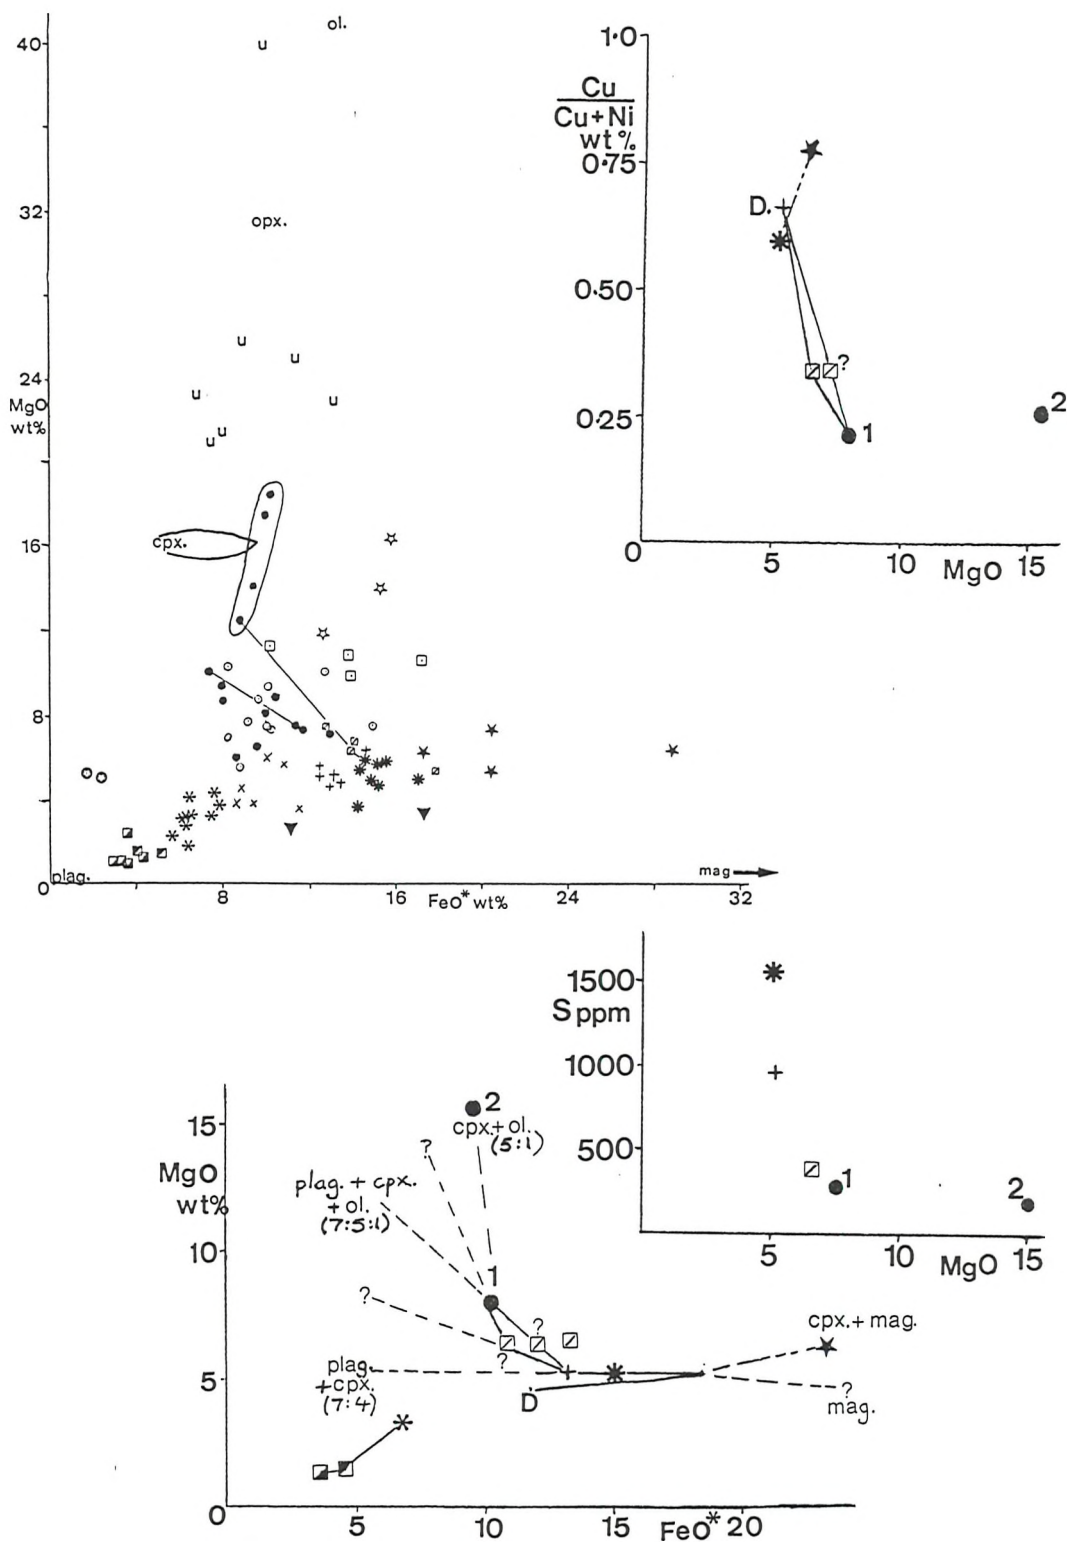 40
u
ol.
32
opx.
u
u
24
MgO
wt%
u
u
u
u
16
cpx.
8
plag.
mag
0
8
16
FeO* wt%
24
32
1·0
Cu
Cu+Ni
wt%
0·75
D.
0·50
?
0·25
1
2
0
5
10
MgO
15
1500
S ppm
1000
500
1
2
5
10
MgO
15
15
MgO
wt%
2
cpx.+ol.
(5:1)
?
plag. + cpx.
+ ol.
(7:5:1)
10
1
?
?
?
cpx.+ mag.
plag.
+cpx.
(7:4)
5
D
?
mag.
0
5
10
15
FeO*
20